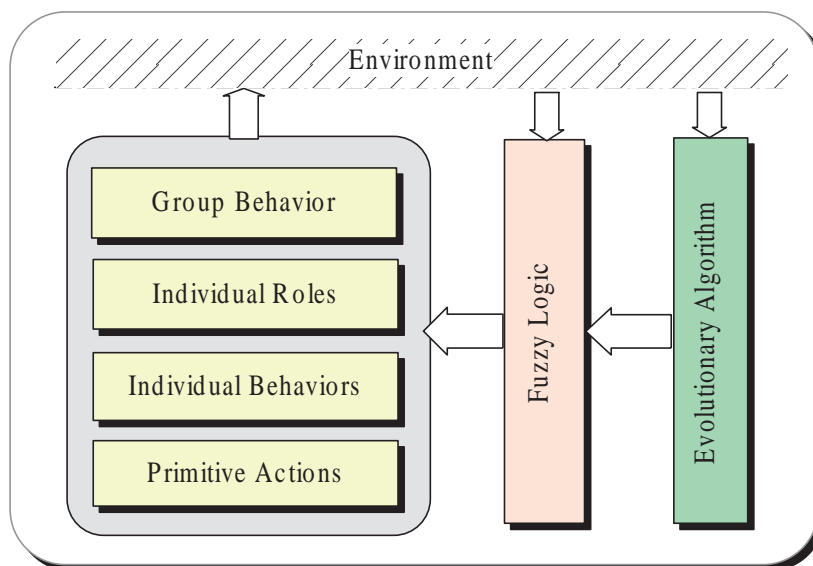 Environment
Group Behavior
Individual Roles
Individual Behaviors
Primitive Actions
Fuzzy Logic
Evolutionary Algorithm